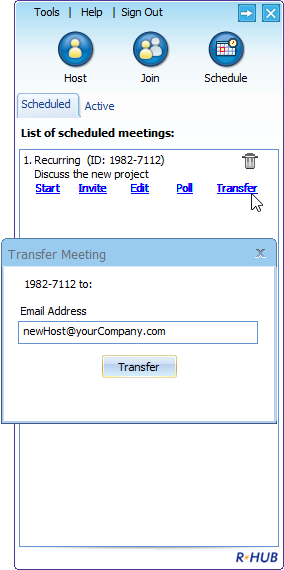 Tools | Help | Sign Out
Host Join Schedule
Scheduled Active
List of scheduled meetings:
1. Recurring (ID: 1982-7112)
Discuss the new project
Start Invite Edit Poll Transfer
Transfer Meeting
1982-7112 to:
Email Address
newHost@yourCompany.com
Transfer
R•HUB